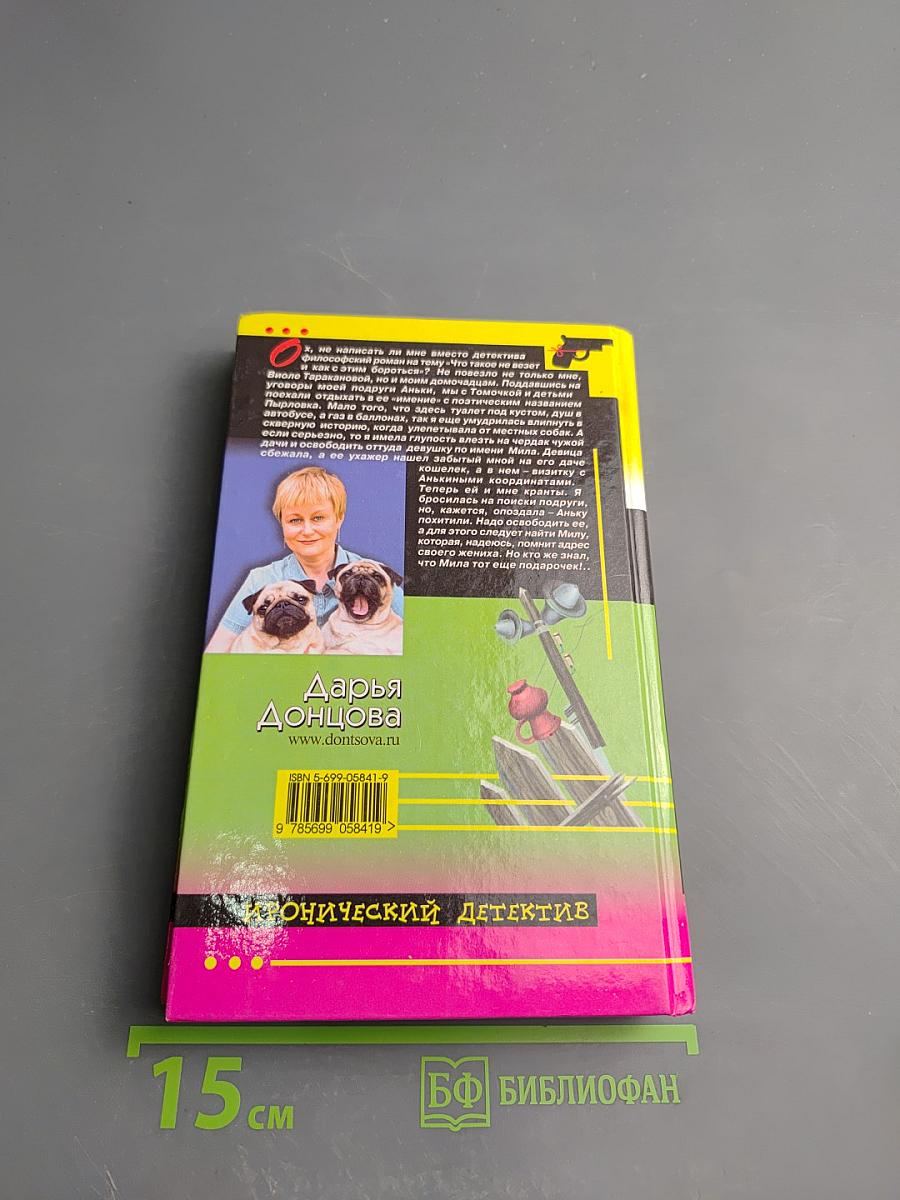 Ох, не написать ли мне вместо детектива
философский роман на тему «Что такое не везет
и как с этим бороться»? Не повезло не только мне,
Виоле Таракановой, но и моим домочадцам. Поддавшись на
уговоры моей подруги Аньки, мы с Томочкой и детьми
поехали отдыхать в ее «имение» с поэтическим названием
Пырловка. Мало того, что здесь туалет под кустом, душ в
автобусе, а газ в баллонах, так я еще умудрилась влипнуть в
скверную историю, когда улепетывала от местных собак. А
если серьезно, то я имела глупость влезть на чердак чужой
дачи и освободить оттуда девушку по имени Мила. Девица
сбежала, а ее ухажер нашел забытый мной на его даче
кошелек, а в нем – визитку с
Анькиными координатами.
Теперь ей и мне кранты. Я
бросилась на поиски подруги,
но, кажется, опоздала – Аньку
похитили. Надо освободить ее,
а для этого следует найти Милу,
которая, надеюсь, помнит адрес
своего жениха. Но кто же знал,
что Мила тот еще подарочек!..
Дарья
Донцова
www.dontsova.ru
ISBN 5-699-05841-9
9 785699 058419 >
ИРОНИЧЕСКИЙ ДЕТЕКТИВ
15 см
БФ БИБЛИОФАН